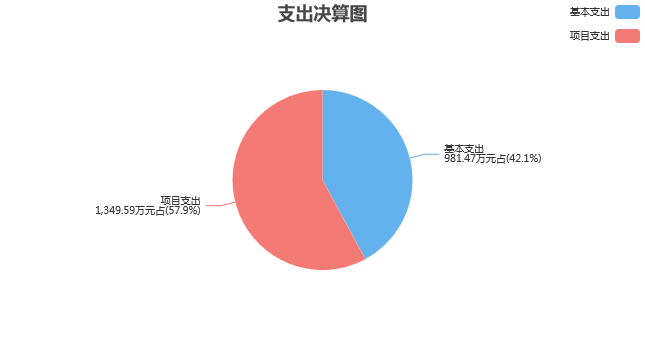 支出决算图
基本支出
项目支出
基本支出
981.47万元占(42.1%)
项目支出
1,349.59万元占(57.9%)